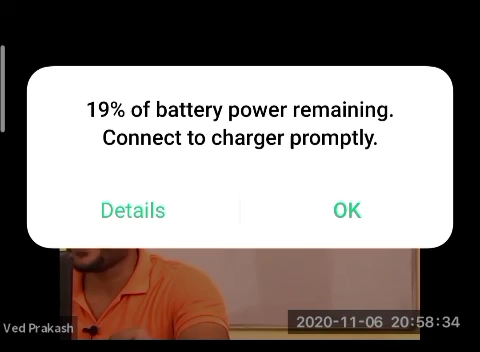 19% of battery power remaining.
Connect to charger promptly.
Details
OK
Ved Prakash
2020-11-06 20:58:34